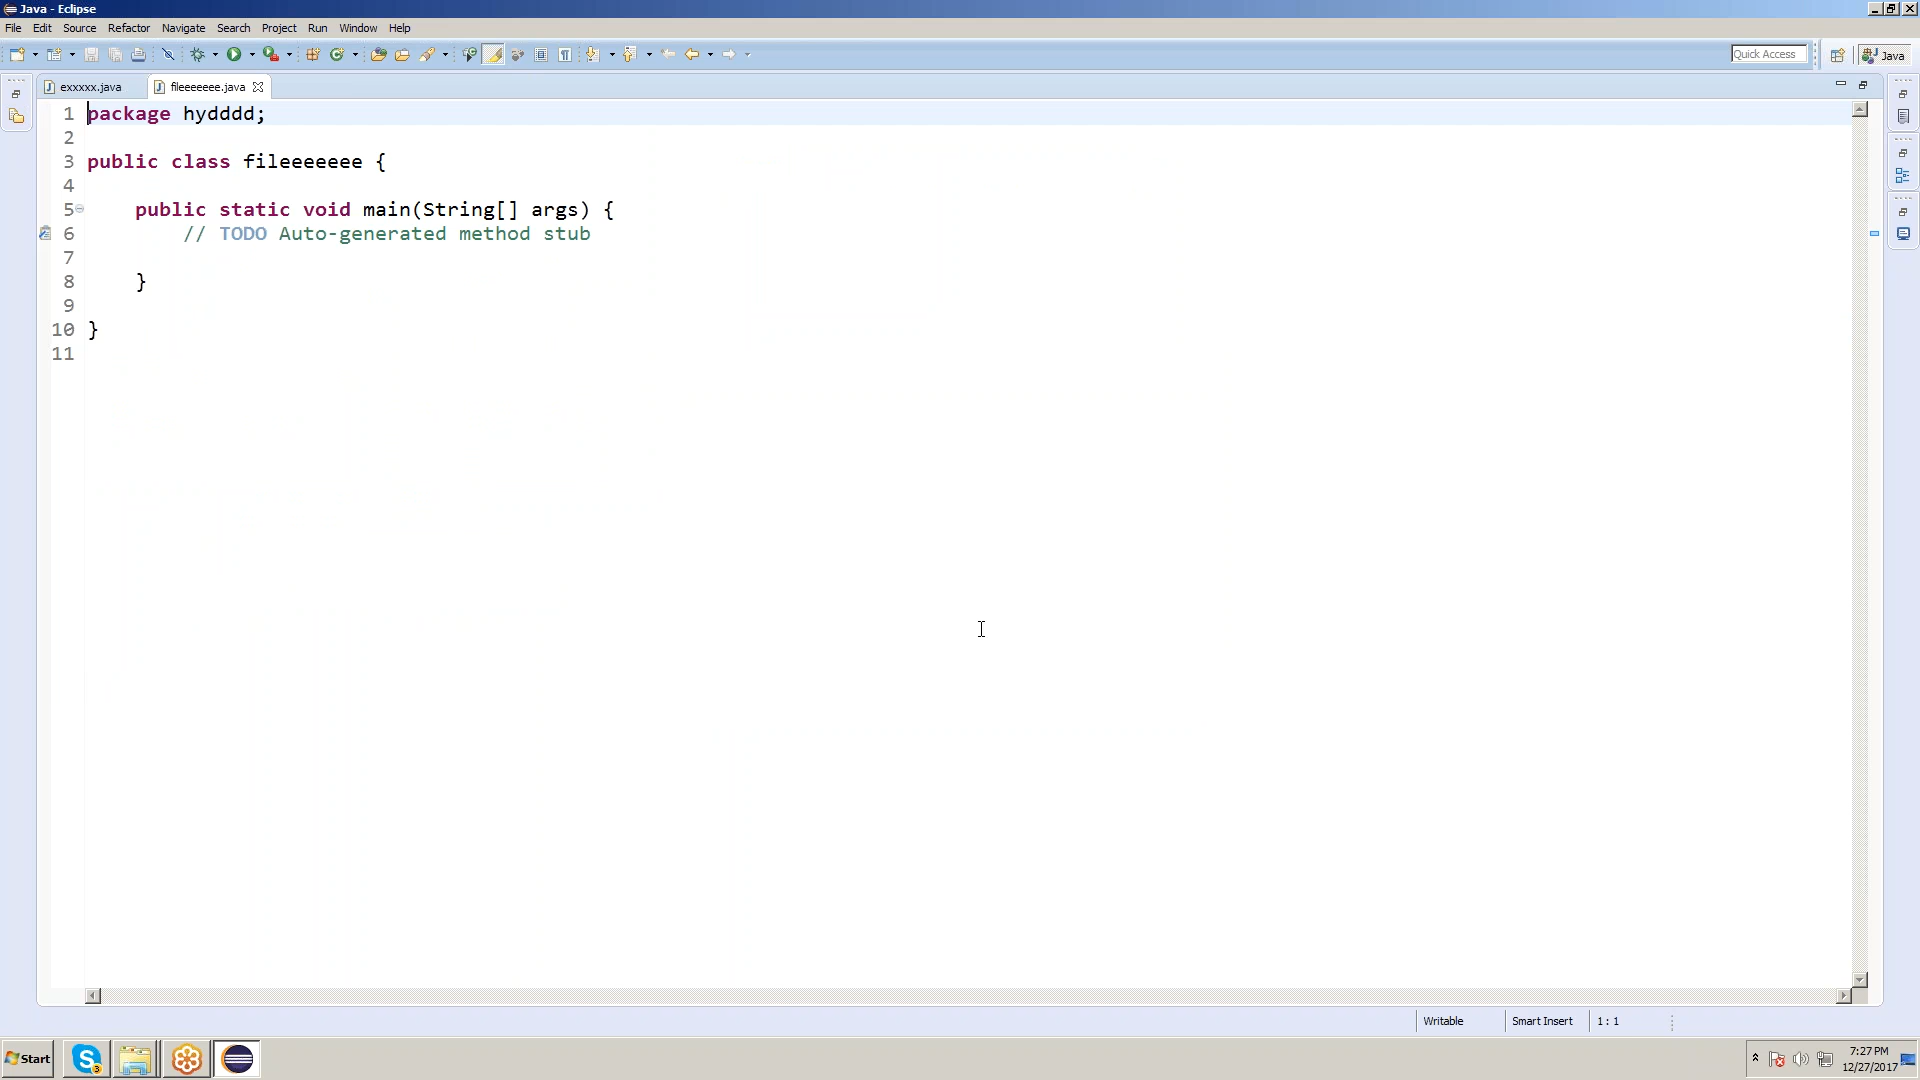 Java - Eclipse
File Edit Source Refactor Navigate Search Project Run Window Help
Quick Access
Java
exxxxx.java
fileeeeeee.java
1 package hydddd;
2
3 public class fileeeeeee {
4
5 public static void main(String[] args) {
6 // TODO Auto-generated method stub
7
8 }
9
10 }
11
Writable
Smart Insert
1 : 1
Start
7:27 PM
12/27/2017